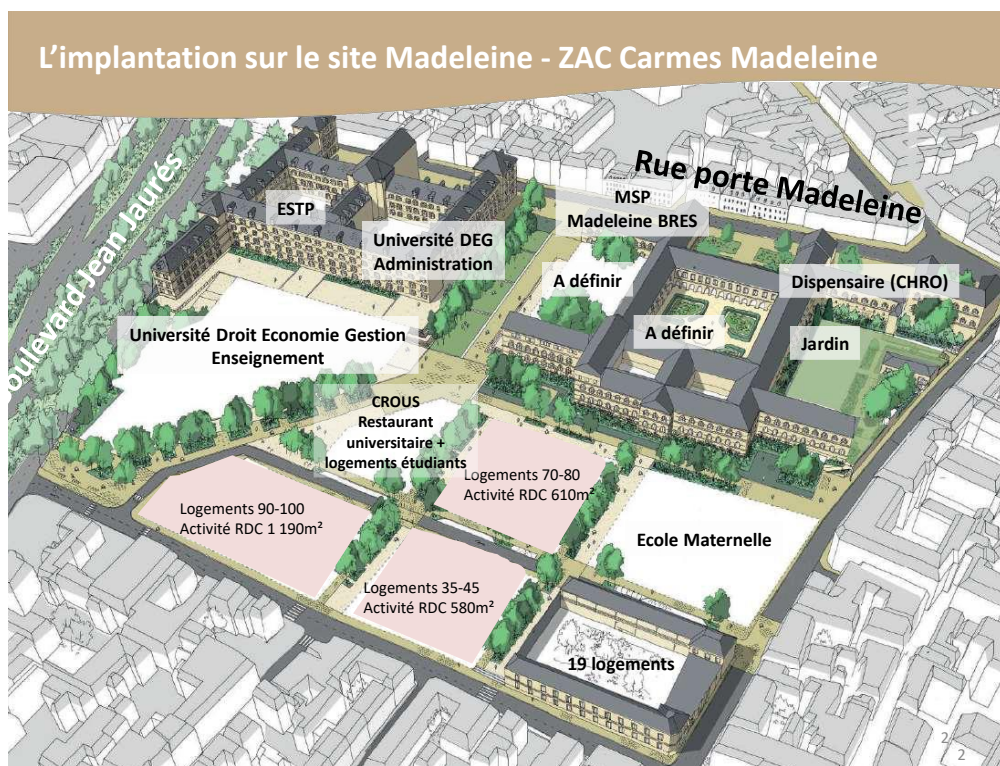 L'implantation sur le site Madeleine - ZAC Carmes Madeleine
Boulevard Jean Jaurés
Rue porte Madeleine
ESTP
MSP
Madeleine BRES
Université DEG
Administration
A définir
Dispensaire (CHRO)
A définir
Jardin
Université Droit Economie Gestion
Enseignement
CROUS
Restaurant
universitaire +
logements étudiants
Logements 70-80
Activité RDC 610m²
Logements 90-100
Activité RDC 1 190m²
Ecole Maternelle
Logements 35-45
Activité RDC 580m²
19 logements
2
2